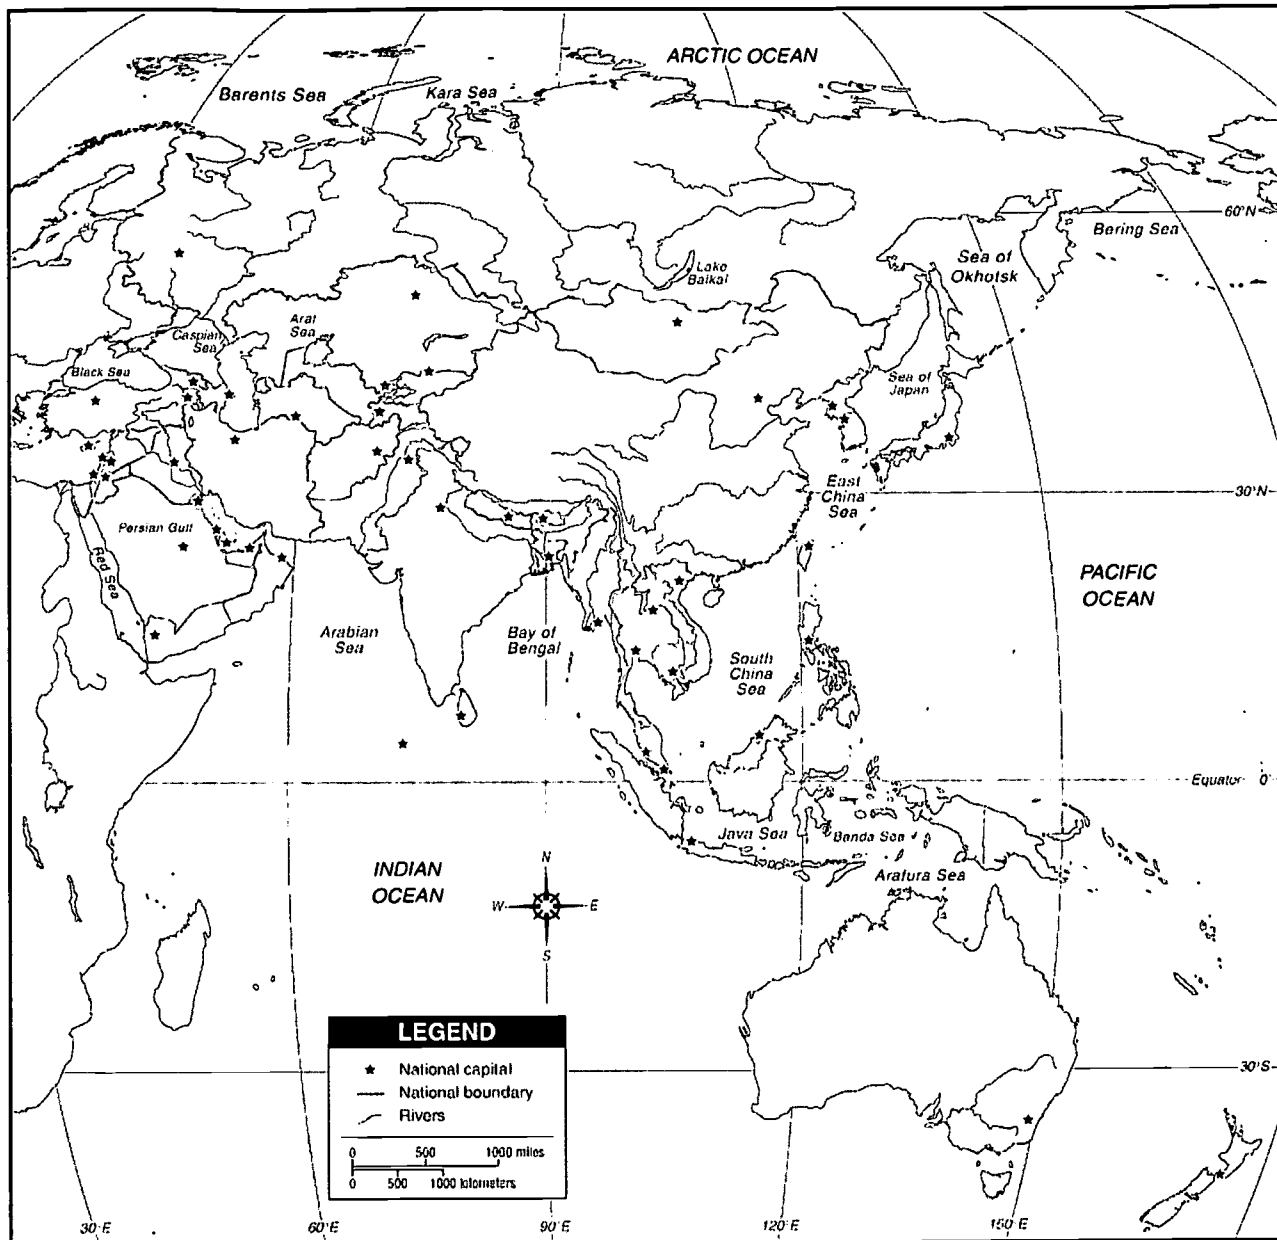 ARCTIC OCEAN
Barents Sea
Kara Sea
60°N
Bering Sea
Sea of
Okhotsk
Lake
Baikal
Aral
Sea
Caspian
Sea
Black Sea
Sea of
Japan
East
China
Sea
30°N
Persian Gulf
Red Sea
PACIFIC
OCEAN
Arabian
Sea
Bay of
Bengal
South
China
Sea
Equator 0°
Java Sea
Banda Sea
Arafura Sea
INDIAN
OCEAN
N
W
E
S
LEGEND
National capital
National boundary
Rivers
0 500 1000 miles
0 500 1000 kilometers
30°S
30°E
60°E
90°E
120°E
150°E